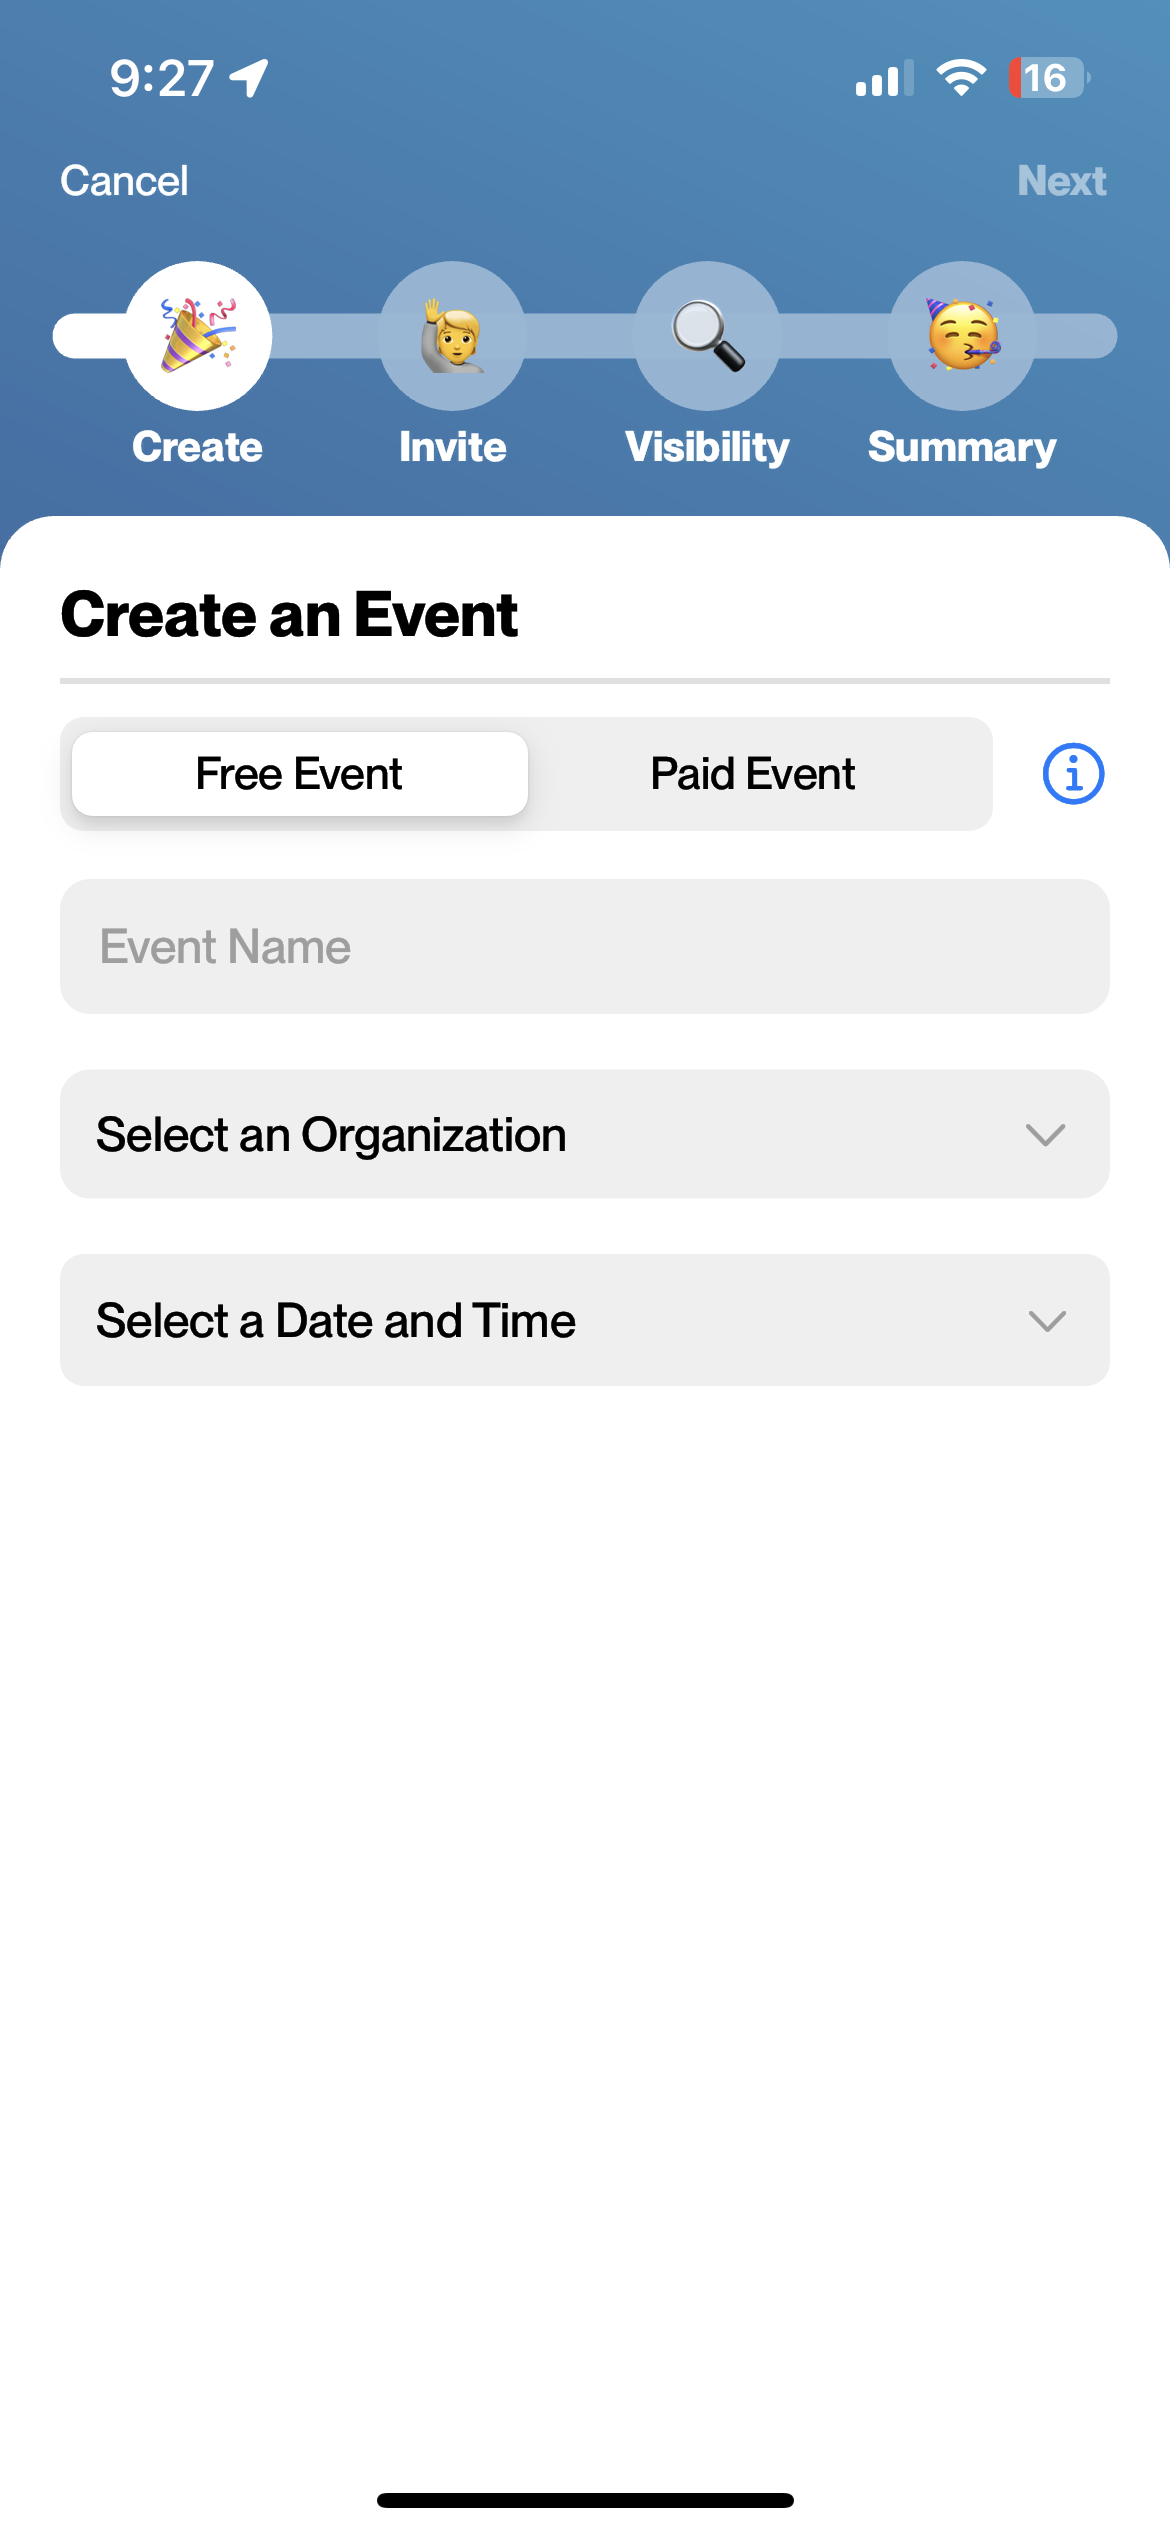 9:27
16
Cancel
Next
Create
Invite
Visibility
Summary
Create an Event
Free Event
Paid Event
Event Name
Select an Organization
Select a Date and Time